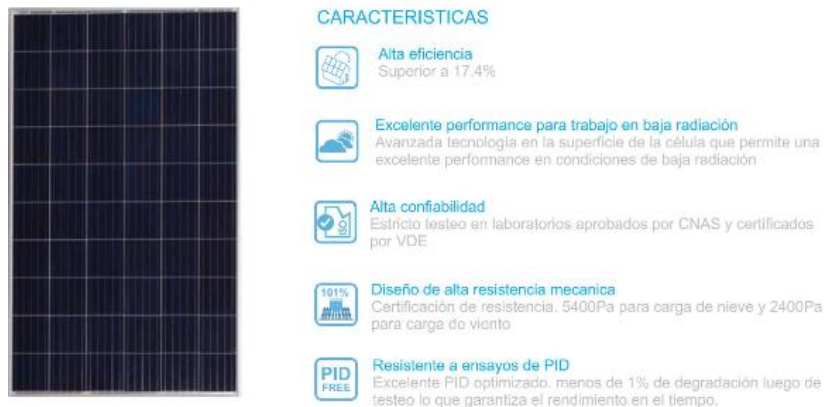 CARACTERISTICAS
Alta eficiencia
Superior a 17.4%
Excelente performance para trabajo en baja radiación
Avanzada tecnología en la superficie de la célula que permite una
excelente performance en condiciones de baja radiación
ISO
Alta confiabilidad
Estricto testeo en laboratorios aprobados por CNAS y certificados
por VDE
101%
Diseño de alta resistencia mecanica
Certificación de resistencia. 5400Pa para carga de nieve y 2400Pa
para carga de viento
PID
FREE
Resistente a ensayos de PID
Excelente PID optimizado. menos de 1% de degradación luego de
testeo lo que garantiza el rendimiento en el tiempo.